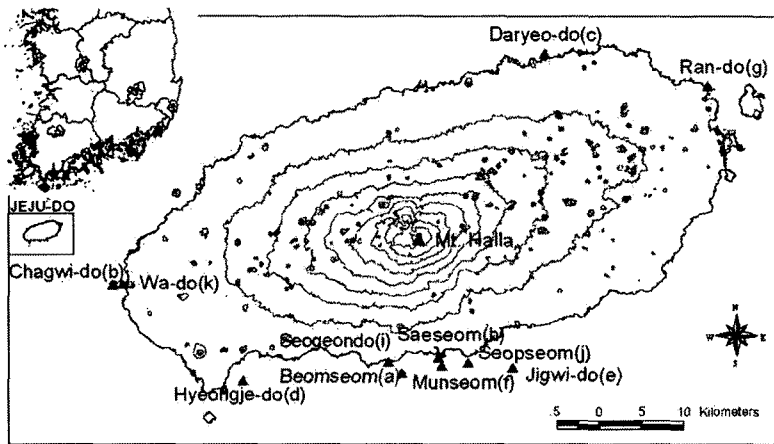 Daryeo-do(c)
Ran-do(g)
JEJU-DO
Mt. Halla
Chagwi-do(b)
Wa-do(k)
N
W E
S
Seogeondo(i)
Saeseom(h)
Seopseom(j)
Beomseom(a)
Munseom(f)
Jigwi-do(e)
Hyeongje-do(d)
5 0 5 10 Kilometers